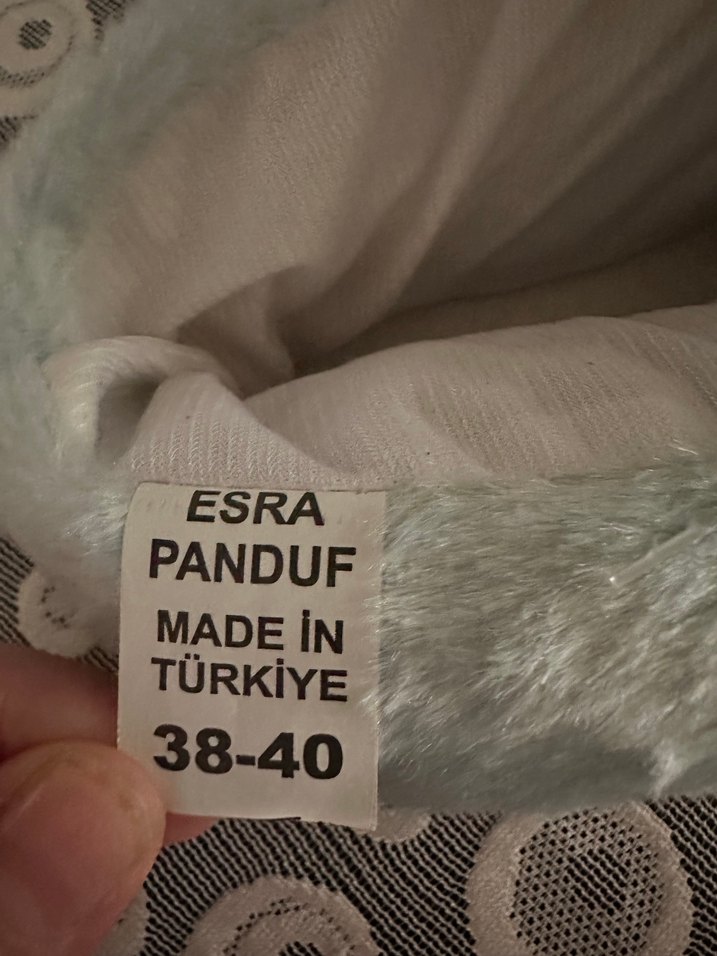 ESRA
PANDUF
MADE İN
TÜRKİYE
38-40